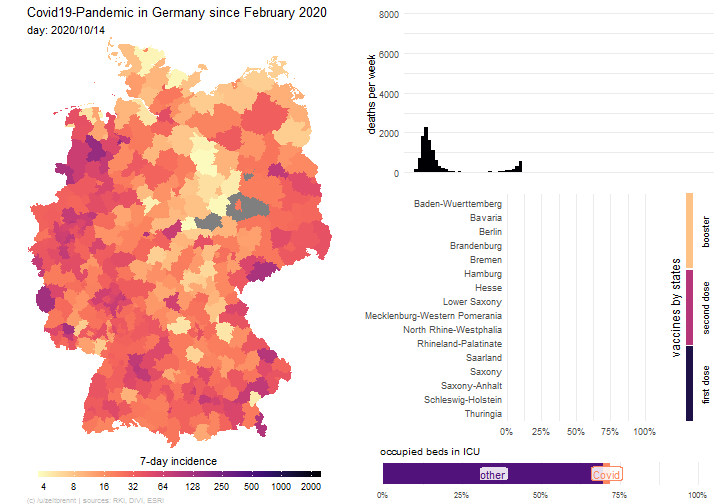 Covid19-Pandemic in Germany since February 2020
day: 2020/10/14
7-day incidence
4 8 16 32 64 128 256 500 1000 2000
(c) /u/zeitbrennt | sources: RKI, DIVI, ESRI
deaths per week
8000
6000
4000
2000
0
Baden-Wuerttemberg
Bavaria
Berlin
Brandenburg
Bremen
Hamburg
Hesse
Lower Saxony
Mecklenburg-Western Pomerania
North Rhine-Westphalia
Rhineland-Palatinate
Saarland
Saxony
Saxony-Anhalt
Schleswig-Holstein
Thuringia
0% 25% 50% 75% 100%
vaccines by states
booster
second dose
first dose
occupied beds in ICU
other
Covid
0% 25% 50% 75% 100%